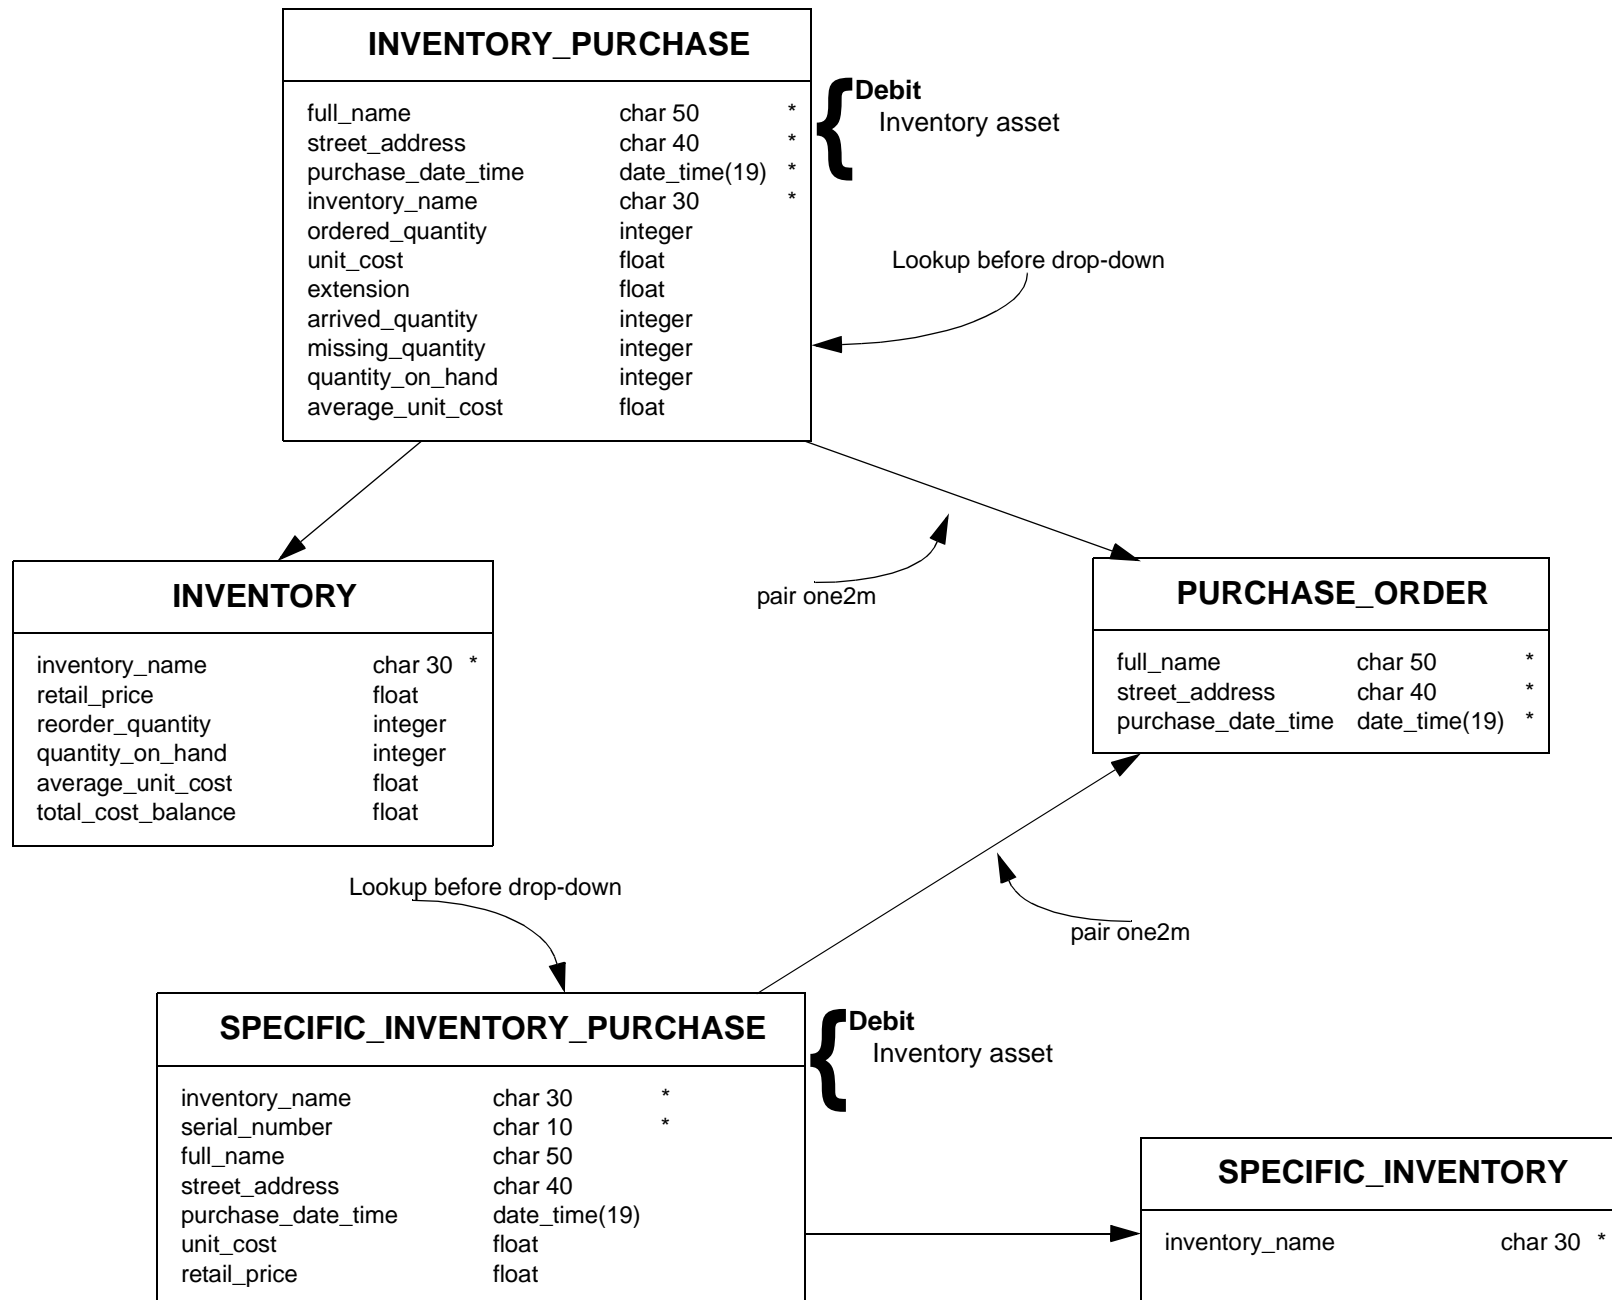 INVENTORY_PURCHASE
full_name char 50 *
street_address char 40 *
purchase_date_time date_time(19) *
inventory_name char 30 *
ordered_quantity integer
unit_cost float
extension float
arrived_quantity integer
missing_quantity integer
quantity_on_hand integer
average_unit_cost float
{ Debit
Inventory asset
Lookup before drop-down
pair one2m
INVENTORY
inventory_name char 30 *
retail_price float
reorder_quantity integer
quantity_on_hand integer
average_unit_cost float
total_cost_balance float
PURCHASE_ORDER
full_name char 50 *
street_address char 40 *
purchase_date_time date_time(19) *
Lookup before drop-down
pair one2m
SPECIFIC_INVENTORY_PURCHASE
inventory_name char 30 *
serial_number char 10 *
full_name char 50
street_address char 40
purchase_date_time date_time(19)
unit_cost float
retail_price float
{ Debit
Inventory asset
SPECIFIC_INVENTORY
inventory_name char 30 *